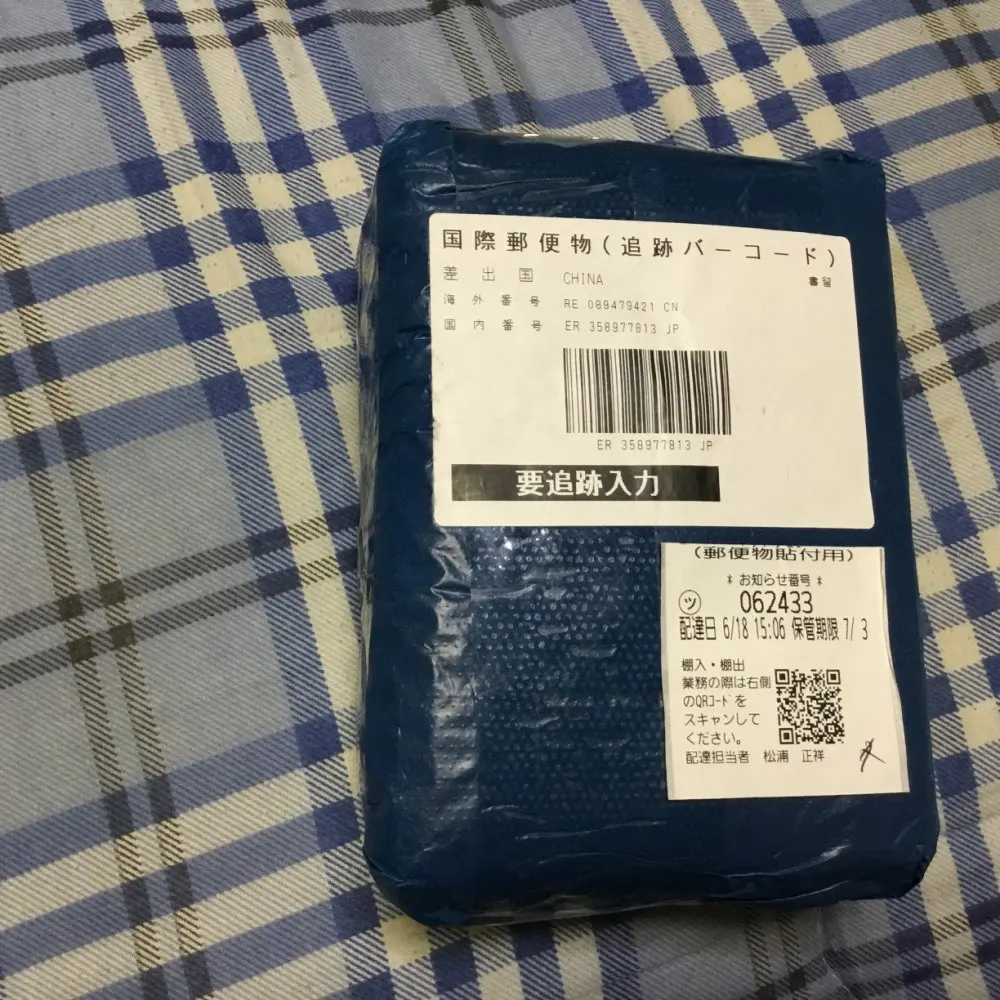 国際郵便物(追跡バーコード)
差出国 CHINA 書留
海外番号 RE 089479421 CN
国内番号 ER 358977813 JP
ER 358977813 JP
要追跡入力
(郵便物貼付用)
* お知らせ番号 *
ツ 062433
配達日 6/18 15:06 保管期限 7/ 3
棚入・棚出
業務の際は右側
のQRコードを
スキャンして
ください。
配達担当者 松浦 正祥